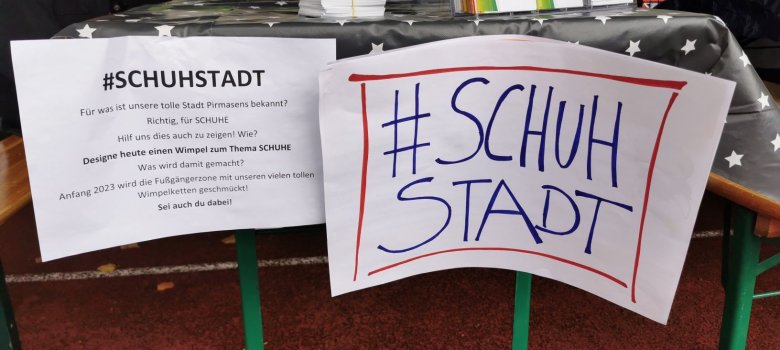 #SCHUHSTADT
Für was ist unsere tolle Stadt Pirmasens bekannt?
Richtig, für SCHUHE
Hilf uns dies auch zu zeigen! Wie?
Designe heute einen Wimpel zum Thema SCHUHE
Was wird damit gemacht?
Anfang 2023 wird die Fußgängerzone mit unseren vielen tollen
Wimpelketten geschmückt!
Sei auch du dabei!
#SCHUH
STADT